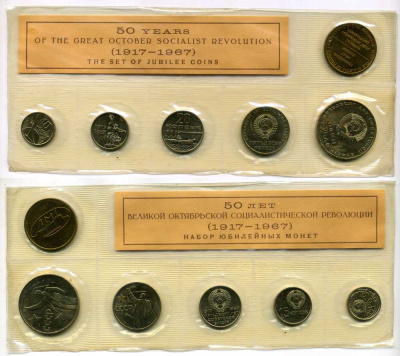 50 YEARS
OF THE GREAT OCTOBER SOCIALIST REVOLUTION
(1917–1967)
THE SET OF JUBILEE COINS
20
50 ЛЕТ
ВЕЛИКОЙ ОКТЯБРЬСКОЙ СОЦИАЛИСТИЧЕСКОЙ РЕВОЛЮЦИИ
(1917–1967)
НАБОР ЮБИЛЕЙНЫХ МОНЕТ